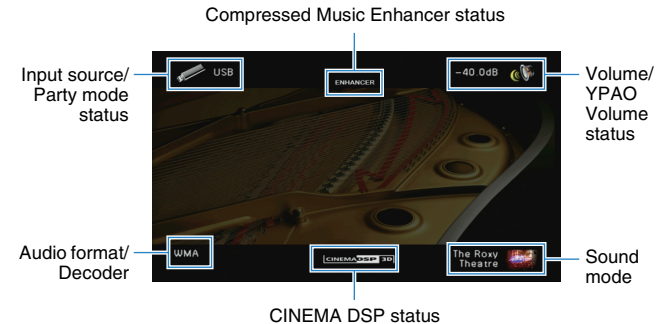 Compressed Music Enhancer status
Input source/
Party mode
status
USB
ENHANCER
-40.0dB
Volume/
YPAO
Volume
status
Audio format/
Decoder
WMA
CINEMA DSP 3D
The Roxy
Theatre
Sound
mode
CINEMA DSP status